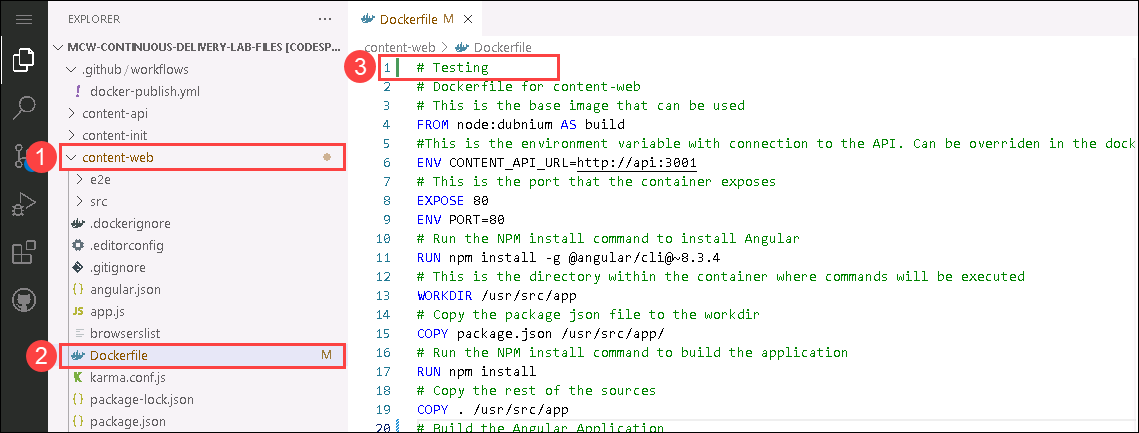 EXPLORER
MCW-CONTINUOUS-DELIVERY-LAB-FILES [CODESP...
.github / workflows
! docker-publish.yml
content-api
content-init
1
content-web
e2e
src
.dockerignore
.editorconfig
.gitignore
{} angular.json
JS app.js
browserslist
2
Dockerfile M
K karma.conf.js
{} package-lock.json
{} package.json
Dockerfile M
content-web > Dockerfile
3
1 # Testing
2 # Dockerfile for content-web
3 # This is the base image that can be used
4 FROM node:dubnium AS build
5 #This is the environment variable with connection to the API. Can be overriden in the dock
6 ENV CONTENT_API_URL=http://api:3001
7 # This is the port that the container exposes
8 EXPOSE 80
9 ENV PORT=80
10 # Run the NPM install command to install Angular
11 RUN npm install -g @angular/cli@~8.3.4
12 # This is the directory within the container where commands will be executed
13 WORKDIR /usr/src/app
14 # Copy the package json file to the workdir
15 COPY package.json /usr/src/app/
16 # Run the NPM install command to build the application
17 RUN npm install
18 # Copy the rest of the sources
19 COPY . /usr/src/app
20 # Build the Angular Application